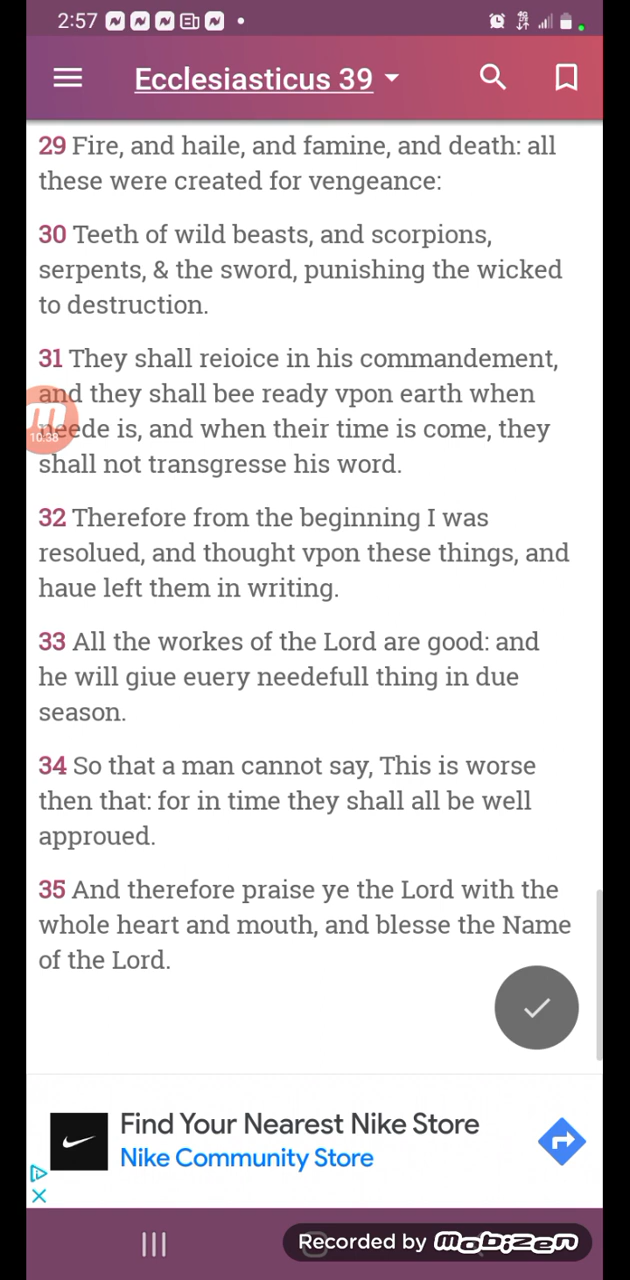 2:57
Ecclesiasticus 39
29 Fire, and haile, and famine, and death: all
these were created for vengeance:
30 Teeth of wild beasts, and scorpions,
serpents, & the sword, punishing the wicked
to destruction.
31 They shall reioice in his commandement,
and they shall bee ready vpon earth when
neede is, and when their time is come, they
shall not transgresse his word.
10:38
32 Therefore from the beginning I was
resolued, and thought vpon these things, and
haue left them in writing.
33 All the workes of the Lord are good: and
he will giue euery needefull thing in due
season.
34 So that a man cannot say, This is worse
then that: for in time they shall all be well
approued.
35 And therefore praise ye the Lord with the
whole heart and mouth, and blesse the Name
of the Lord.
Find Your Nearest Nike Store
Nike Community Store
Recorded by mobizen